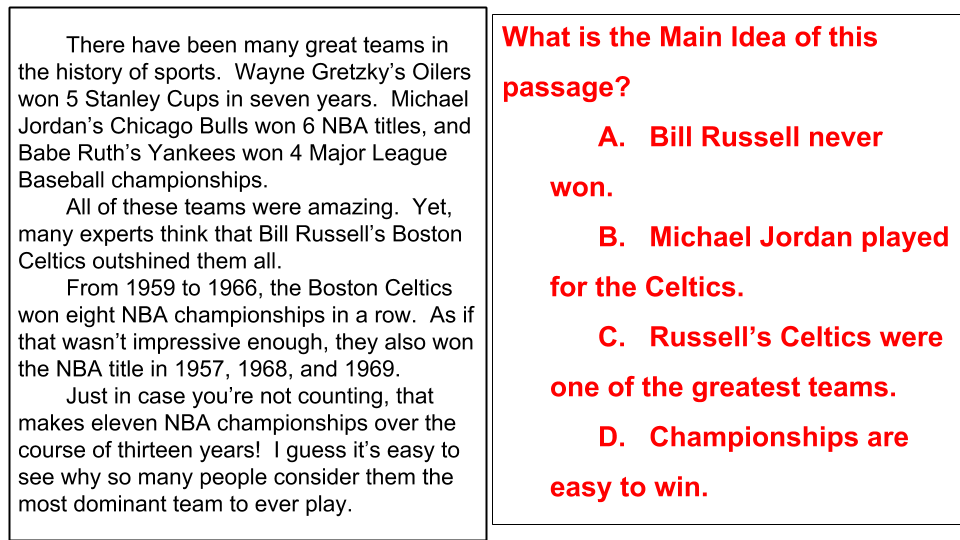 There have been many great teams in
the history of sports.  Wayne Gretzky's Oilers
won 5 Stanley Cups in seven years.  Michael
Jordan's Chicago Bulls won 6 NBA titles, and
Babe Ruth's Yankees won 4 Major League
Baseball championships.
All of these teams were amazing.  Yet,
many experts think that Bill Russell's Boston
Celtics outshined them all.
From 1959 to 1966, the Boston Celtics
won eight NBA championships in a row.  As if
that wasn't impressive enough, they also won
the NBA title in 1957, 1968, and 1969.
Just in case you're not counting, that
makes eleven NBA championships over the
course of thirteen years!  I guess it's easy to
see why so many people consider them the
most dominant team to ever play.
What is the Main Idea of this
passage?
A. Bill Russell never
won.
B. Michael Jordan played
for the Celtics.
C. Russell's Celtics were
one of the greatest teams.
D. Championships are
easy to win.